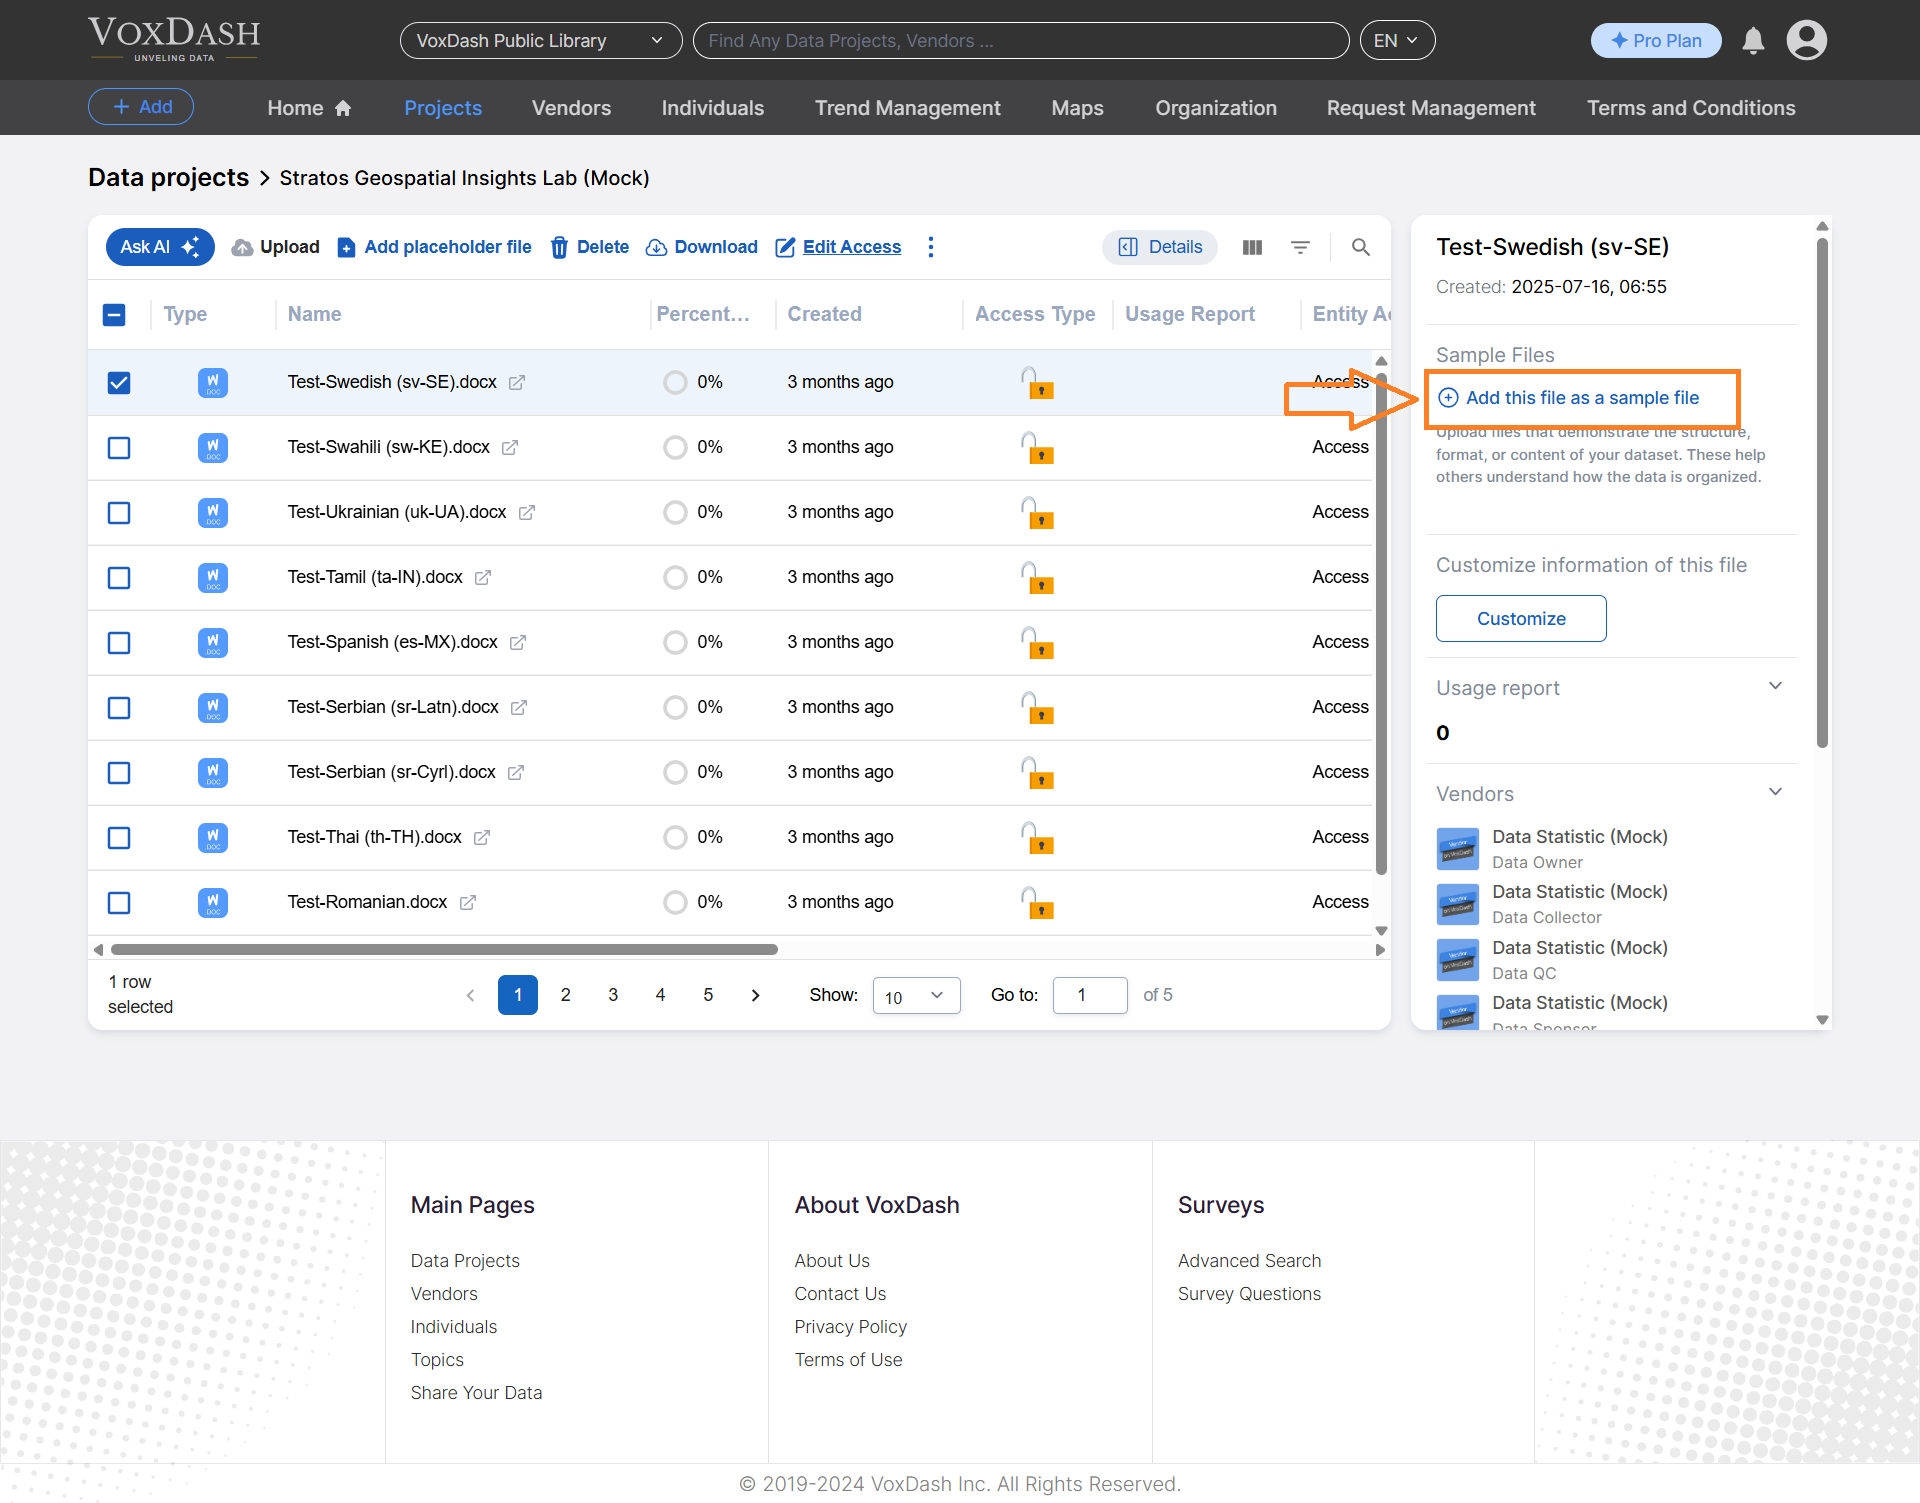 VOXDASH
UNVELING DATA
VoxDash Public Library
Find Any Data Projects, Vendors ...
EN
Pro Plan
Add
Home
Projects
Vendors
Individuals
Trend Management
Maps
Organization
Request Management
Terms and Conditions
Data projects > Stratos Geospatial Insights Lab (Mock)
Ask AI
Upload
Add placeholder file
Delete
Download
Edit Access
Details
Type Name Percent... Created Access Type Usage Report Entity Ac
Test-Swedish (sv-SE).docx 0% 3 months ago Access
Test-Swahili (sw-KE).docx 0% 3 months ago Access
Test-Ukrainian (uk-UA).docx 0% 3 months ago Access
Test-Tamil (ta-IN).docx 0% 3 months ago Access
Test-Spanish (es-MX).docx 0% 3 months ago Access
Test-Serbian (sr-Latn).docx 0% 3 months ago Access
Test-Serbian (sr-Cyrl).docx 0% 3 months ago Access
Test-Thai (th-TH).docx 0% 3 months ago Access
Test-Romanian.docx 0% 3 months ago Access
1 row
selected
1 2 3 4 5
Show: 10
Go to: 1 of 5
Test-Swedish (sv-SE)
Created: 2025-07-16, 06:55
Sample Files
Add this file as a sample file
Upload files that demonstrate the structure,
format, or content of your dataset. These help
others understand how the data is organized.
Customize information of this file
Customize
Usage report
0
Vendors
Data Statistic (Mock)
Data Owner
Data Statistic (Mock)
Data Collector
Data Statistic (Mock)
Data QC
Data Statistic (Mock)
Data Sponsor
Main Pages
Data Projects
Vendors
Individuals
Topics
Share Your Data
About VoxDash
About Us
Contact Us
Privacy Policy
Terms of Use
Surveys
Advanced Search
Survey Questions
© 2019-2024 VoxDash Inc. All Rights Reserved.